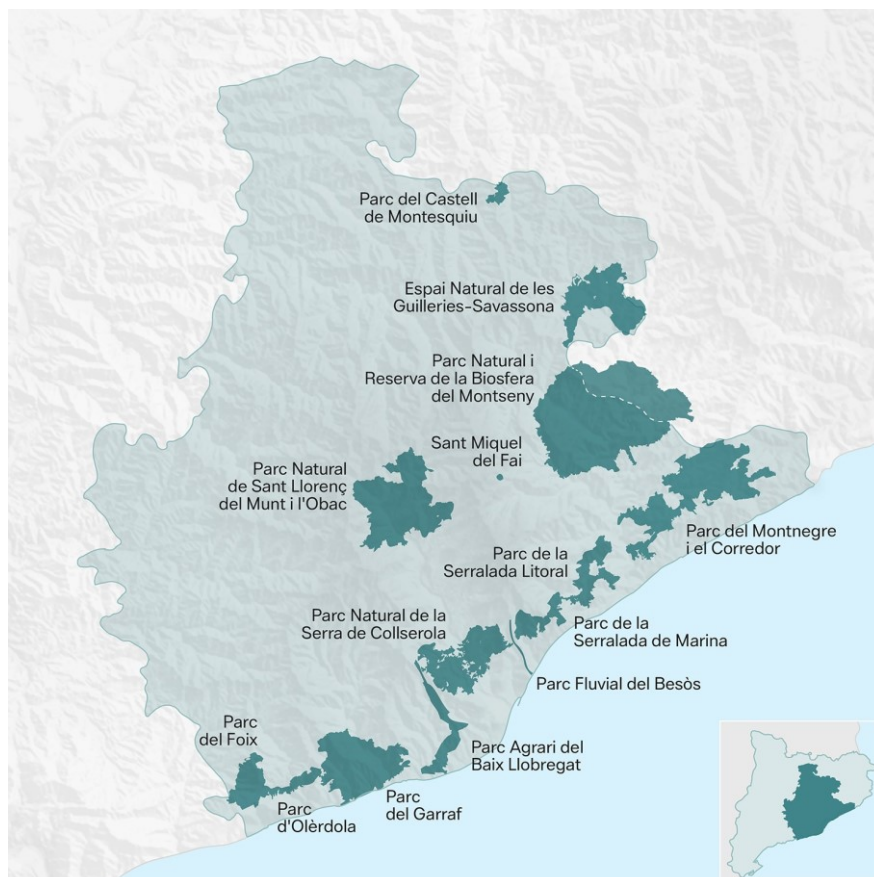 Parc del Castell
de Montesquiu
Espai Natural de les
Guilleries-Savassona
Parc Natural i
Reserva de la Biosfera
del Montseny
Sant Miquel
del Fai
Parc Natural
de Sant Llorenç
del Munt i l'Obac
Parc del Montnegre
i el Corredor
Parc de la
Serralada Litoral
Parc Natural de la
Serra de Collserola
Parc de la
Serralada de Marina
Parc Fluvial del Besòs
Parc
del Foix
Parc Agrari del
Baix Llobregat
Parc
d'Olèrdola
Parc
del Garraf